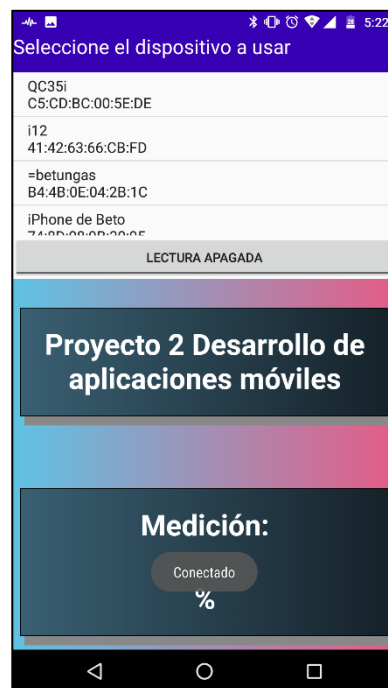 5:22
Seleccione el dispositivo a usar
QC35i
C5:CD:BC:00:5E:DE
i12
41:42:63:66:CB:FD
=betungas
B4:4B:0E:04:2B:1C
iPhone de Beto
LECTURA APAGADA
Proyecto 2 Desarrollo de
aplicaciones móviles
Medición:
Conectado
%